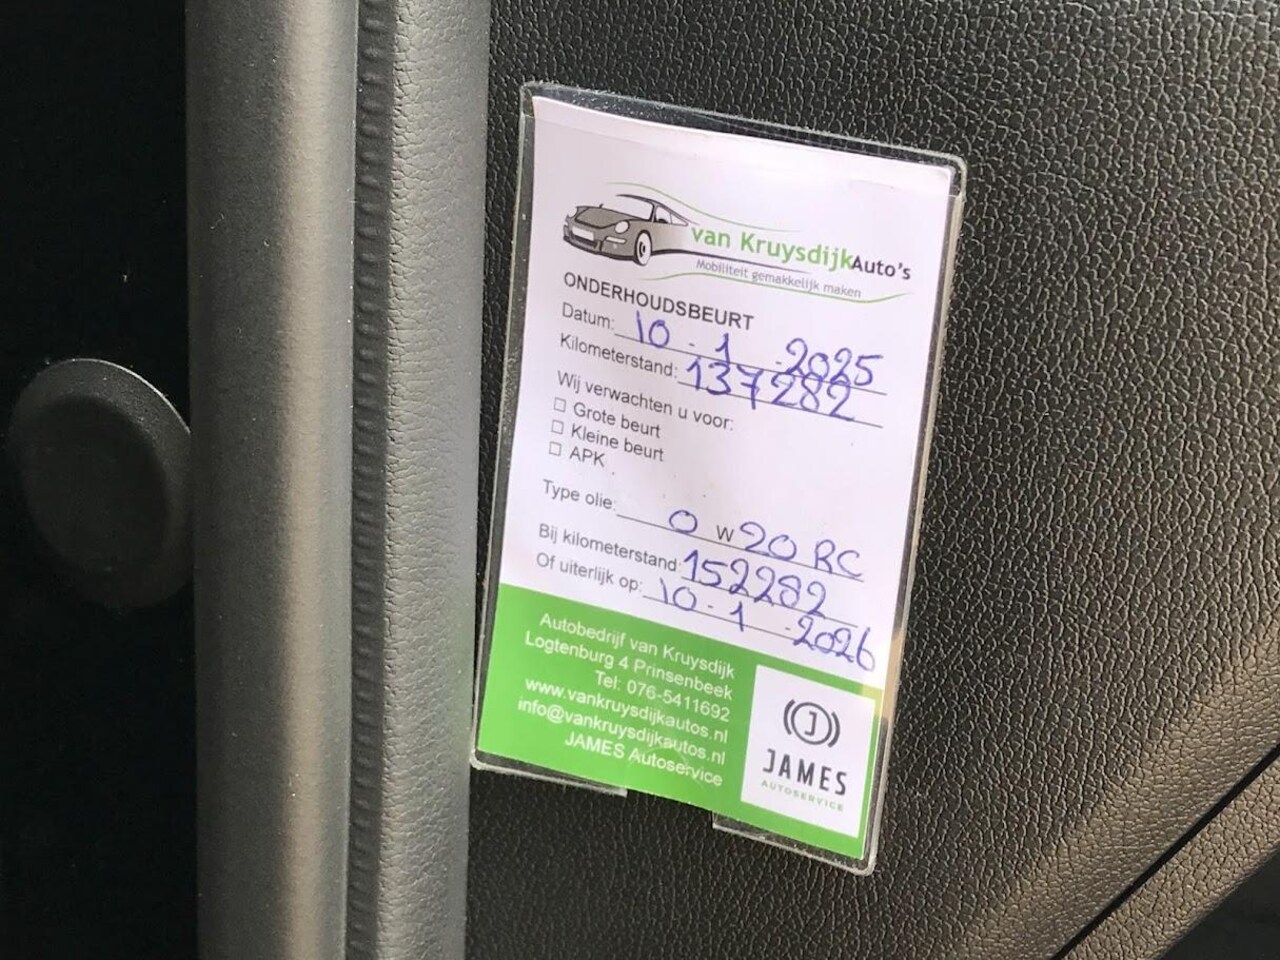 van KruysdijkAuto's
Mobiliteit gemakkelijk maken
ONDERHOUDSBEURT
Datum: 10 - 1 - 2025
Kilometerstand: 137282
Wij verwachten u voor:
☐ Grote beurt
☐ Kleine beurt
☐ APK
Type olie: 0 W 20 RC
Bij kilometerstand: 152282
Of uiterlijk op: 10 - 1 - 2026
Autobedrijf van Kruysdijk
Logtenburg 4 Prinsenbeek
Tel: 076-5411692
www.vankruysdijkautos.nl
info@vankruysdijkautos.nl
JAMES Autoservice
J
JAMES
AUTOSERVICE